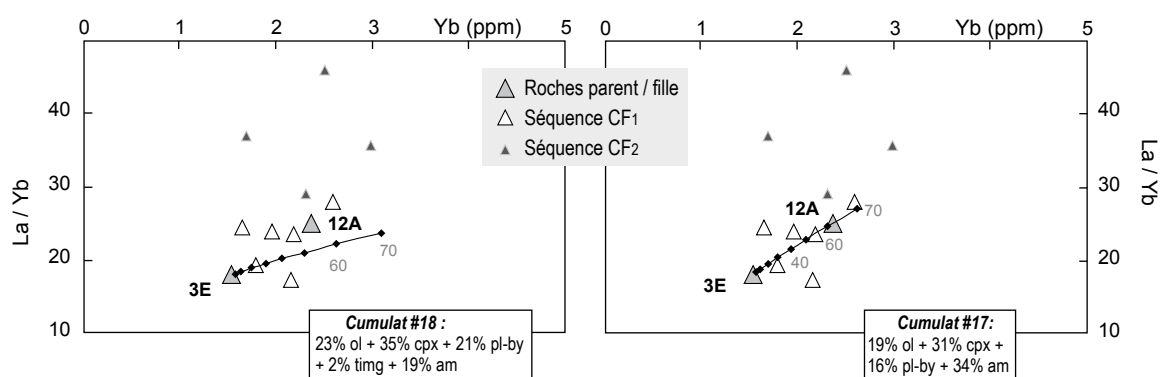 0 1 2 3 Yb (ppm) 5
0 1 2 3 Yb (ppm) 5
40
30
20
10
La / Yb
Roches parent / fille
Séquence CF1
Séquence CF2
12A
3E
60
70
Cumulat #18 :
23% ol + 35% cpx + 21% pl-by
+ 2% timg + 19% am
12A
3E
40
60
70
Cumulat #17:
19% ol + 31% cpx +
16% pl-by + 34% am
40
30
20
10
La / Yb